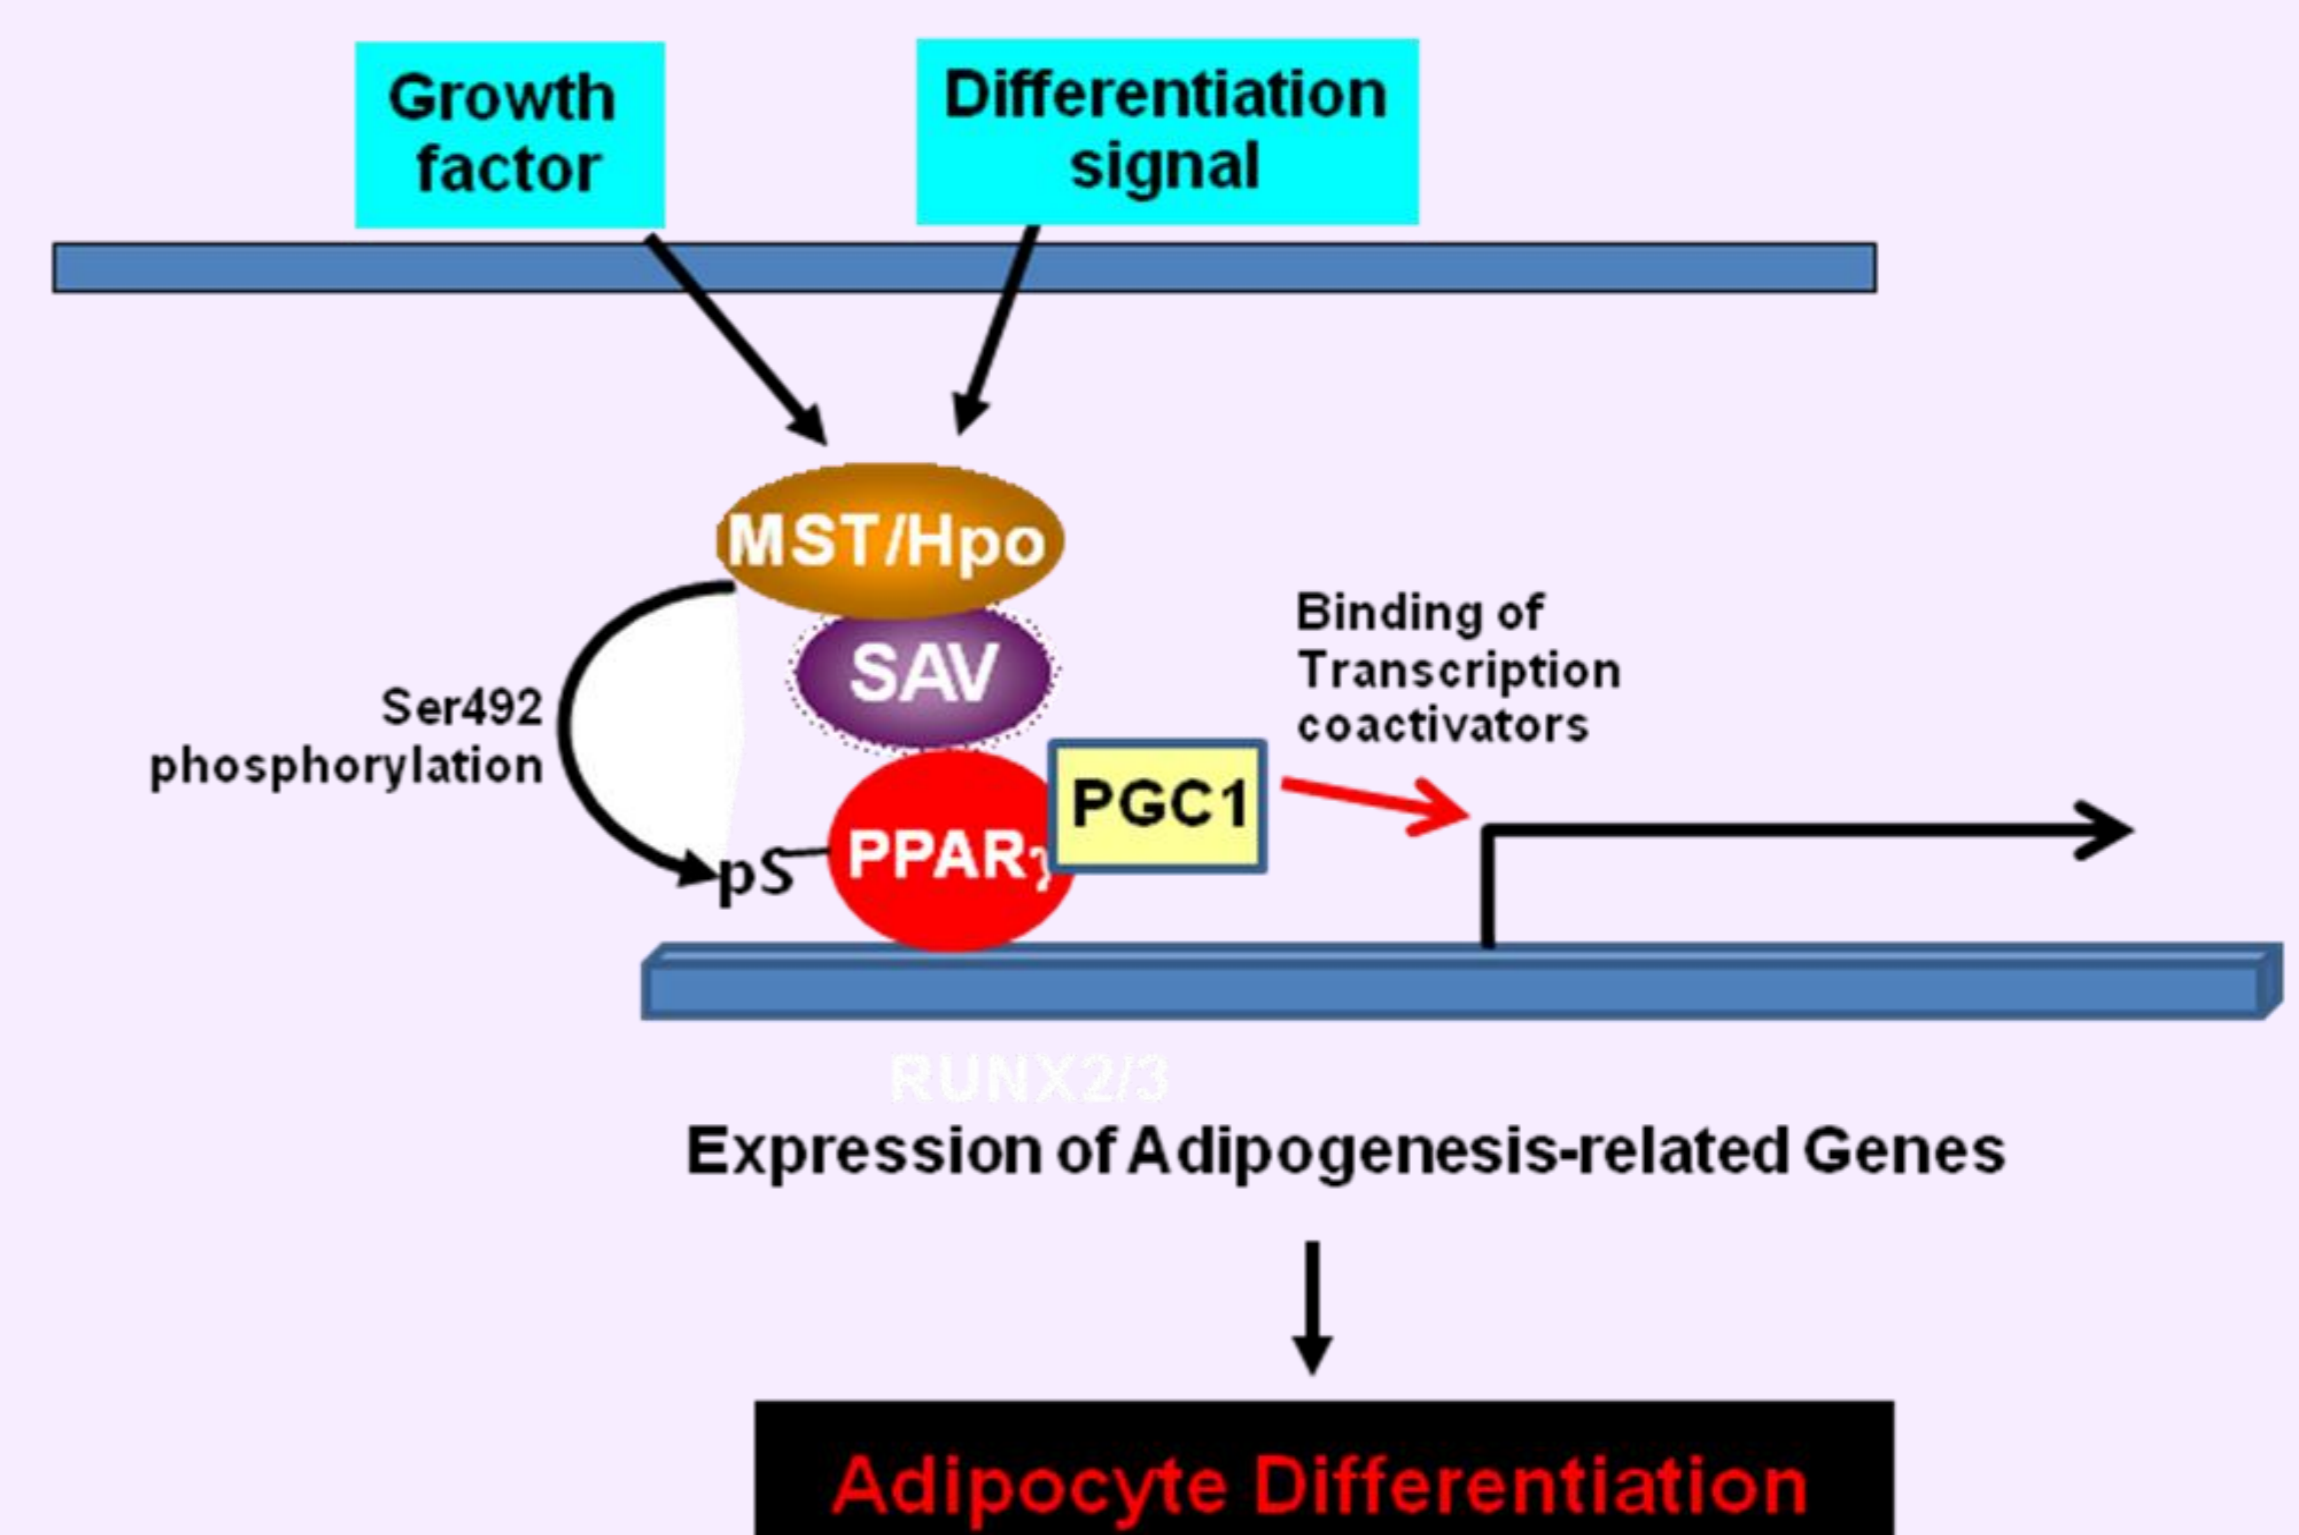 Growth
factor
Differentiation
signal
MST/Hpo
SAV
Ser492
phosphorylation
pS
PPARγ
PGC1
Binding of
Transcription
coactivators
RUNX2/3
Expression of Adipogenesis-related Genes
Adipocyte Differentiation